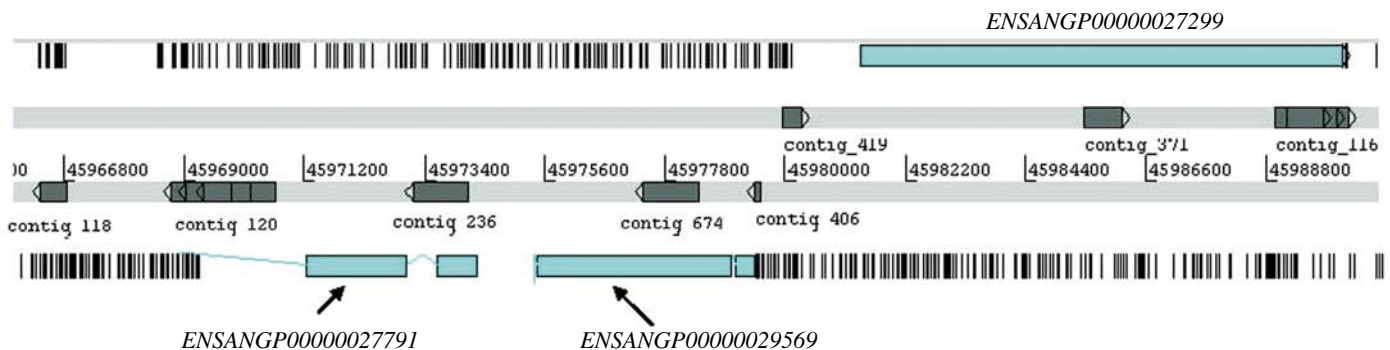 ENSANGP00000027299
contig_419 contig_371 contig_116
00 45966800 45969000 45971200 45973400 45975600 45977800 45980000 45982200 45984400 45986600 45988800
contig 118 contig 120 contig 236 contig 674 contig 406
ENSANGP00000027791 ENSANGP00000029569